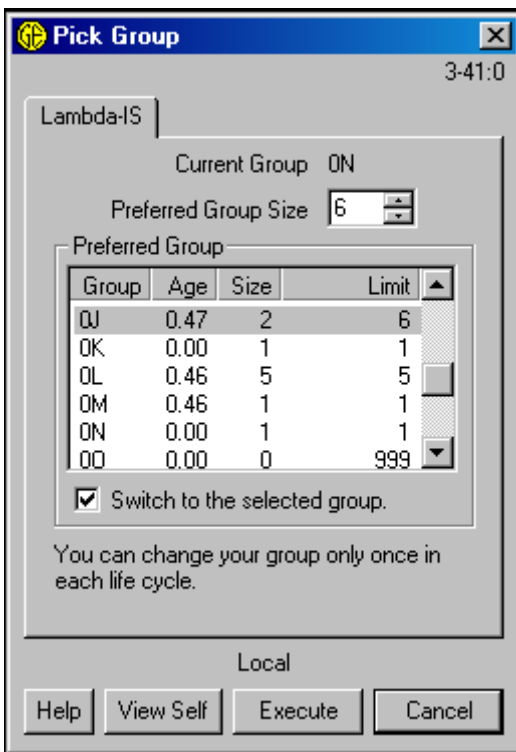 GE Pick Group
3-41:0
Lambda-IS
Current Group 0N
Preferred Group Size 6
Preferred Group
Group Age Size Limit
0J 0.47 2 6
0K 0.00 1 1
0L 0.46 5 5
0M 0.46 1 1
0N 0.00 1 1
0O 0.00 0 999
Switch to the selected group.
You can change your group only once in
each life cycle.
Local
Help View Self Execute Cancel